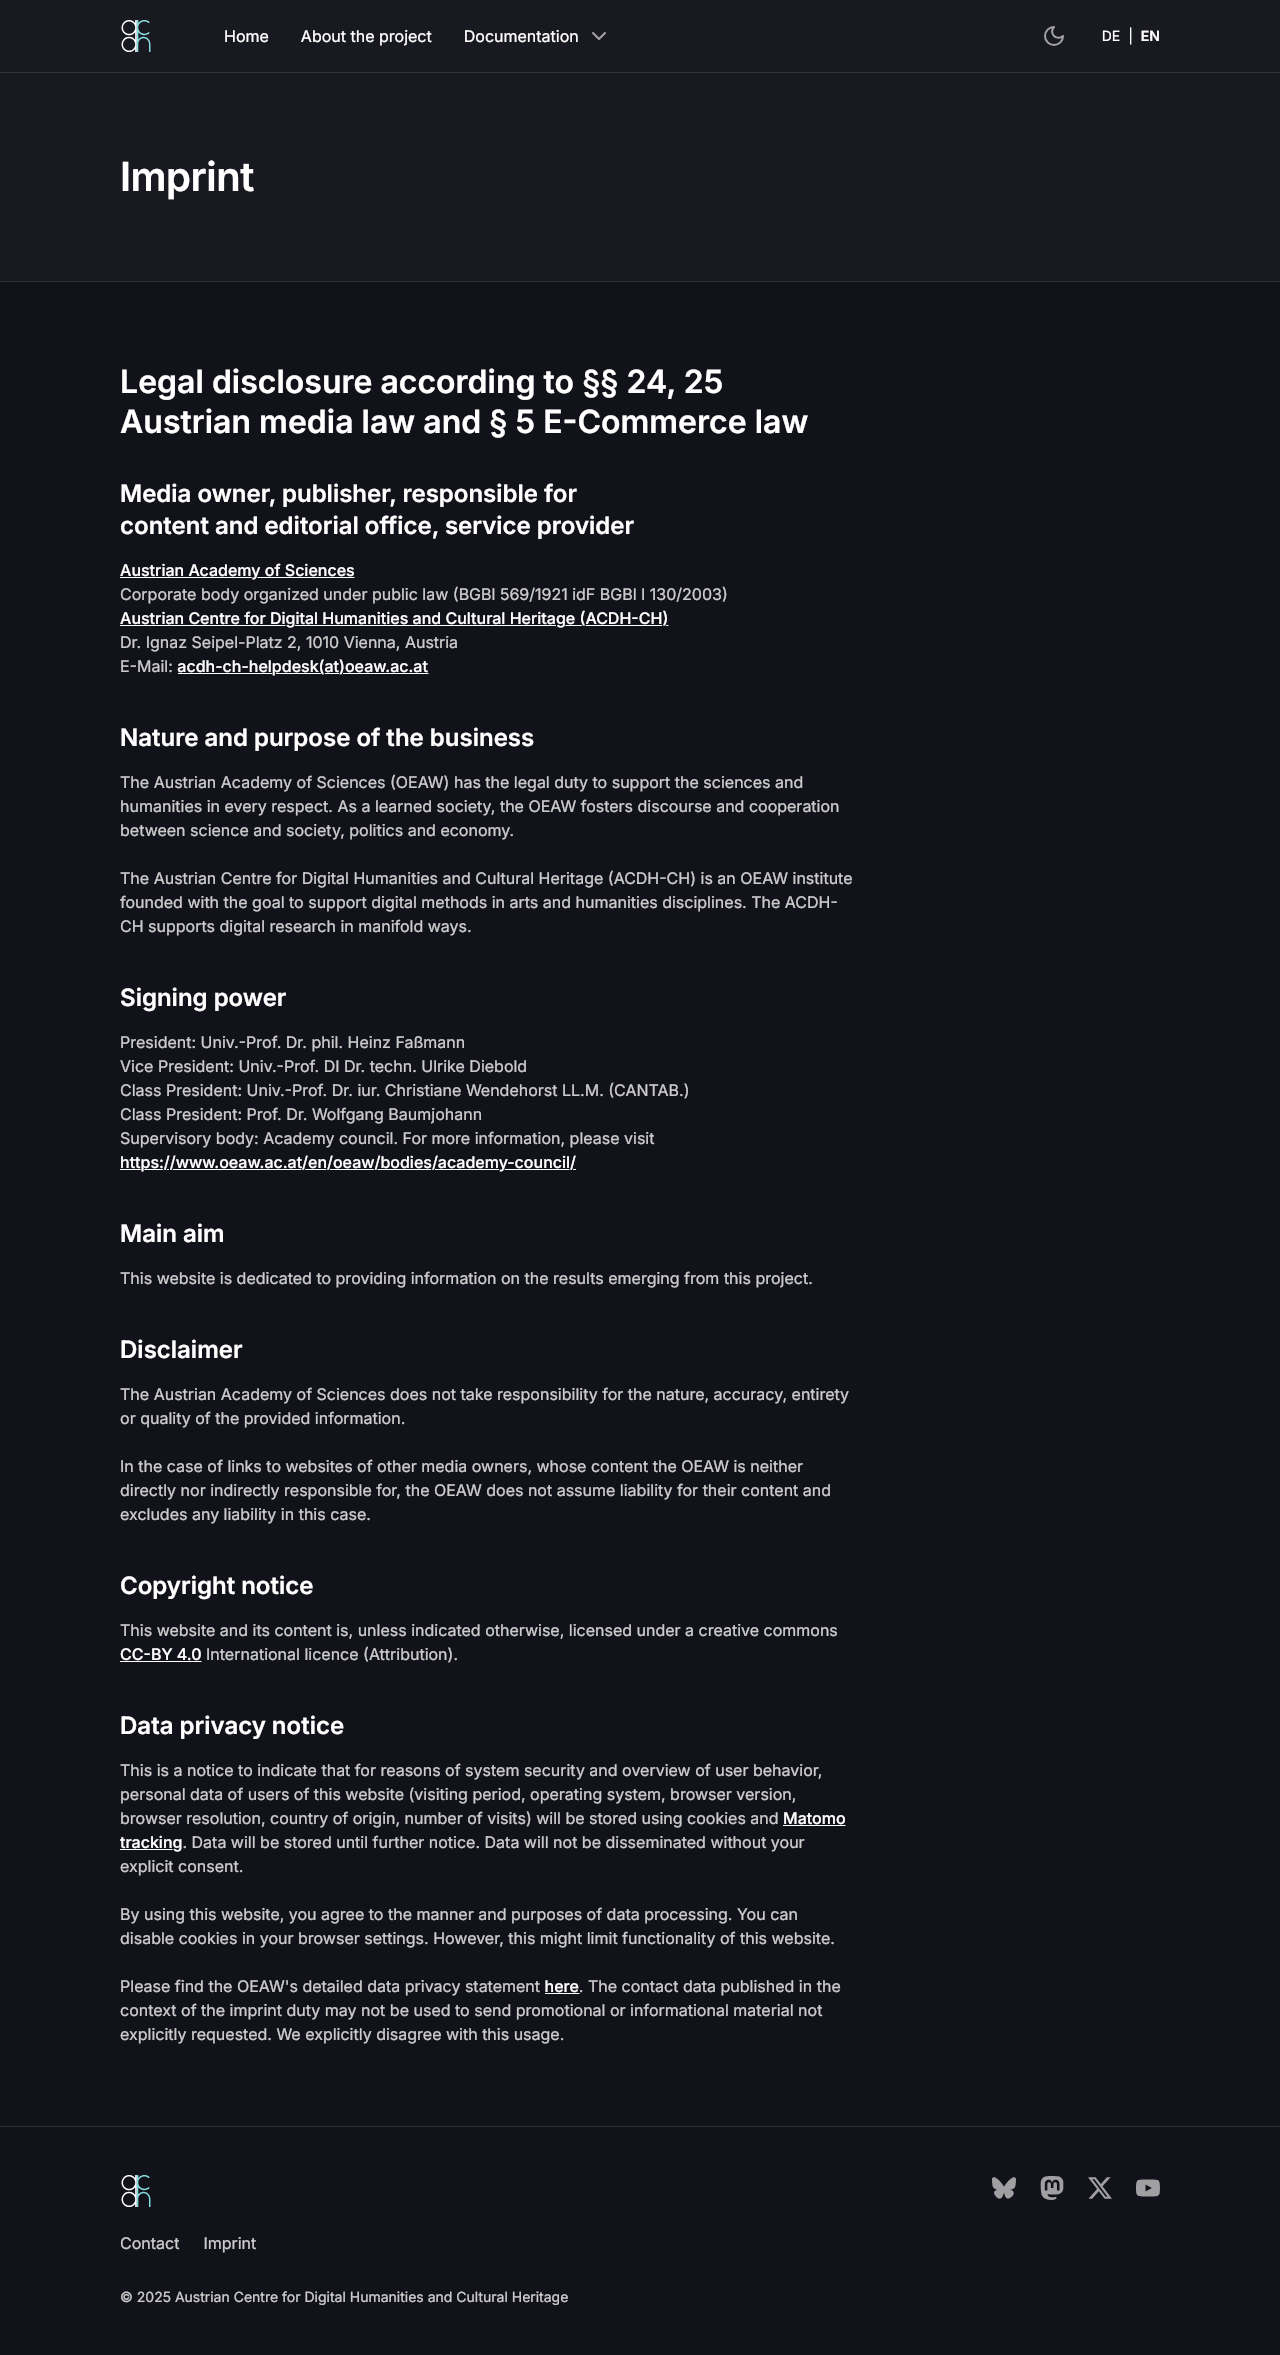 Home About the project Documentation DE | EN
Imprint
Legal disclosure according to §§ 24, 25
Austrian media law and § 5 E-Commerce law
Media owner, publisher, responsible for
content and editorial office, service provider
Austrian Academy of Sciences
Corporate body organized under public law (BGBI 569/1921 idF BGBI I 130/2003)
Austrian Centre for Digital Humanities and Cultural Heritage (ACDH-CH)
Dr. Ignaz Seipel-Platz 2, 1010 Vienna, Austria
E-Mail: acdh-ch-helpdesk(at)oeaw.ac.at
Nature and purpose of the business
The Austrian Academy of Sciences (OEAW) has the legal duty to support the sciences and
humanities in every respect. As a learned society, the OEAW fosters discourse and cooperation
between science and society, politics and economy.
The Austrian Centre for Digital Humanities and Cultural Heritage (ACDH-CH) is an OEAW institute
founded with the goal to support digital methods in arts and humanities disciplines. The ACDH-
CH supports digital research in manifold ways.
Signing power
President: Univ.-Prof. Dr. phil. Heinz Faßmann
Vice President: Univ.-Prof. DI Dr. techn. Ulrike Diebold
Class President: Univ.-Prof. Dr. iur. Christiane Wendehorst LL.M. (CANTAB.)
Class President: Prof. Dr. Wolfgang Baumjohann
Supervisory body: Academy council. For more information, please visit
https://www.oeaw.ac.at/en/oeaw/bodies/academy-council/
Main aim
This website is dedicated to providing information on the results emerging from this project.
Disclaimer
The Austrian Academy of Sciences does not take responsibility for the nature, accuracy, entirety
or quality of the provided information.
In the case of links to websites of other media owners, whose content the OEAW is neither
directly nor indirectly responsible for, the OEAW does not assume liability for their content and
excludes any liability in this case.
Copyright notice
This website and its content is, unless indicated otherwise, licensed under a creative commons
CC-BY 4.0 International licence (Attribution).
Data privacy notice
This is a notice to indicate that for reasons of system security and overview of user behavior,
personal data of users of this website (visiting period, operating system, browser version,
browser resolution, country of origin, number of visits) will be stored using cookies and Matomo
tracking. Data will be stored until further notice. Data will not be disseminated without your
explicit consent.
By using this website, you agree to the manner and purposes of data processing. You can
disable cookies in your browser settings. However, this might limit functionality of this website.
Please find the OEAW's detailed data privacy statement here. The contact data published in the
context of the imprint duty may not be used to send promotional or informational material not
explicitly requested. We explicitly disagree with this usage.
Contact Imprint
© 2025 Austrian Centre for Digital Humanities and Cultural Heritage